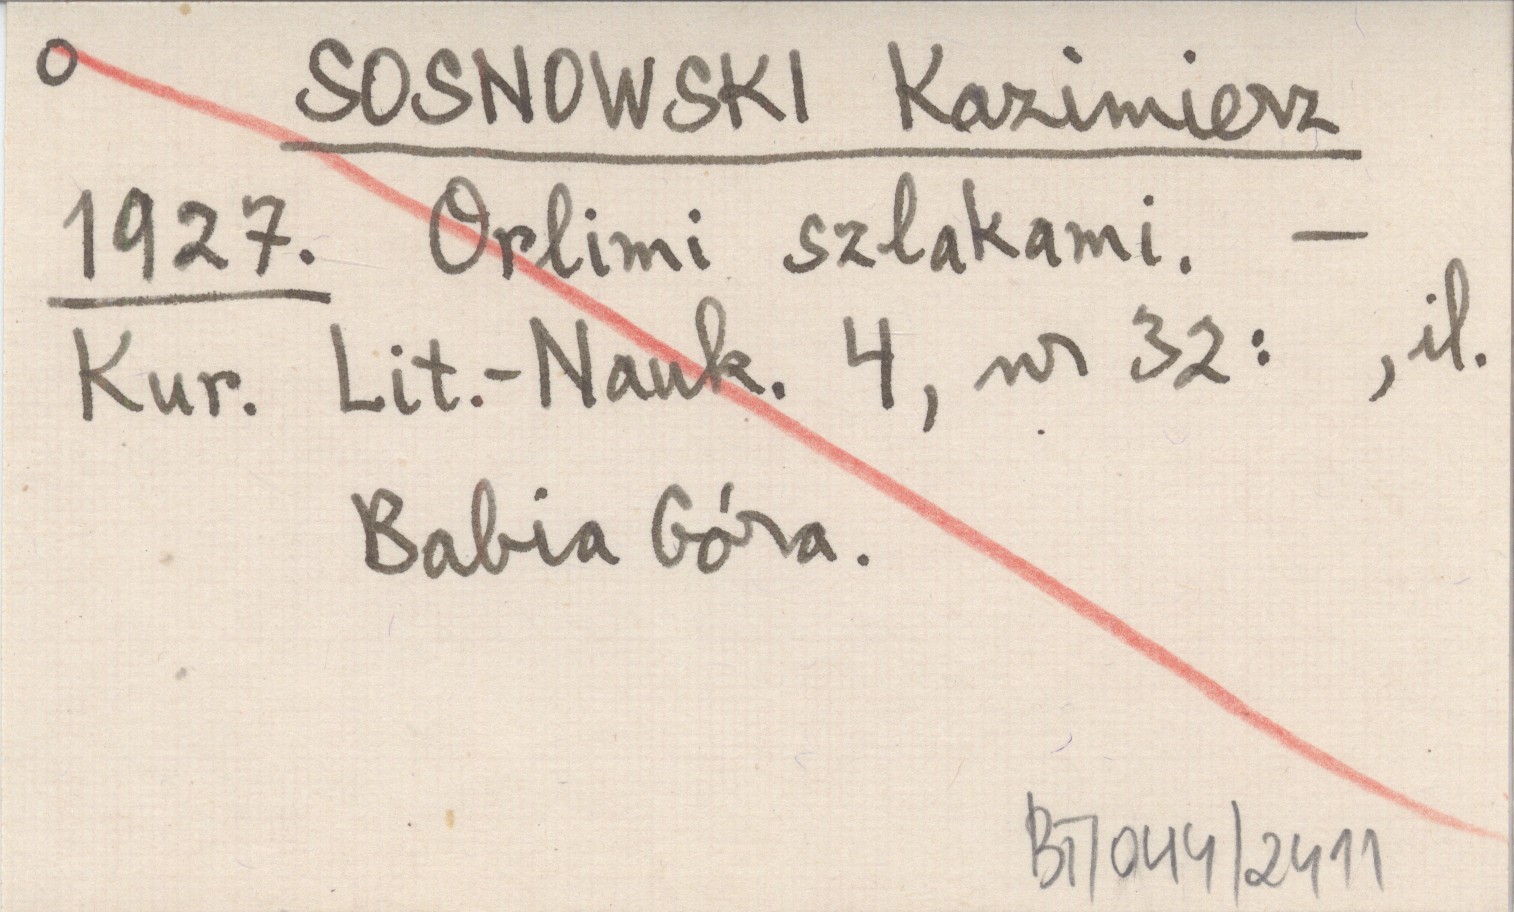 o SOSNOWSKI Kazimierz
1927. Orlimi szlakami. —
Kur. Lit.-Nauk. 4, nr 32: , il.
Babia Góra.
BT/044/2411